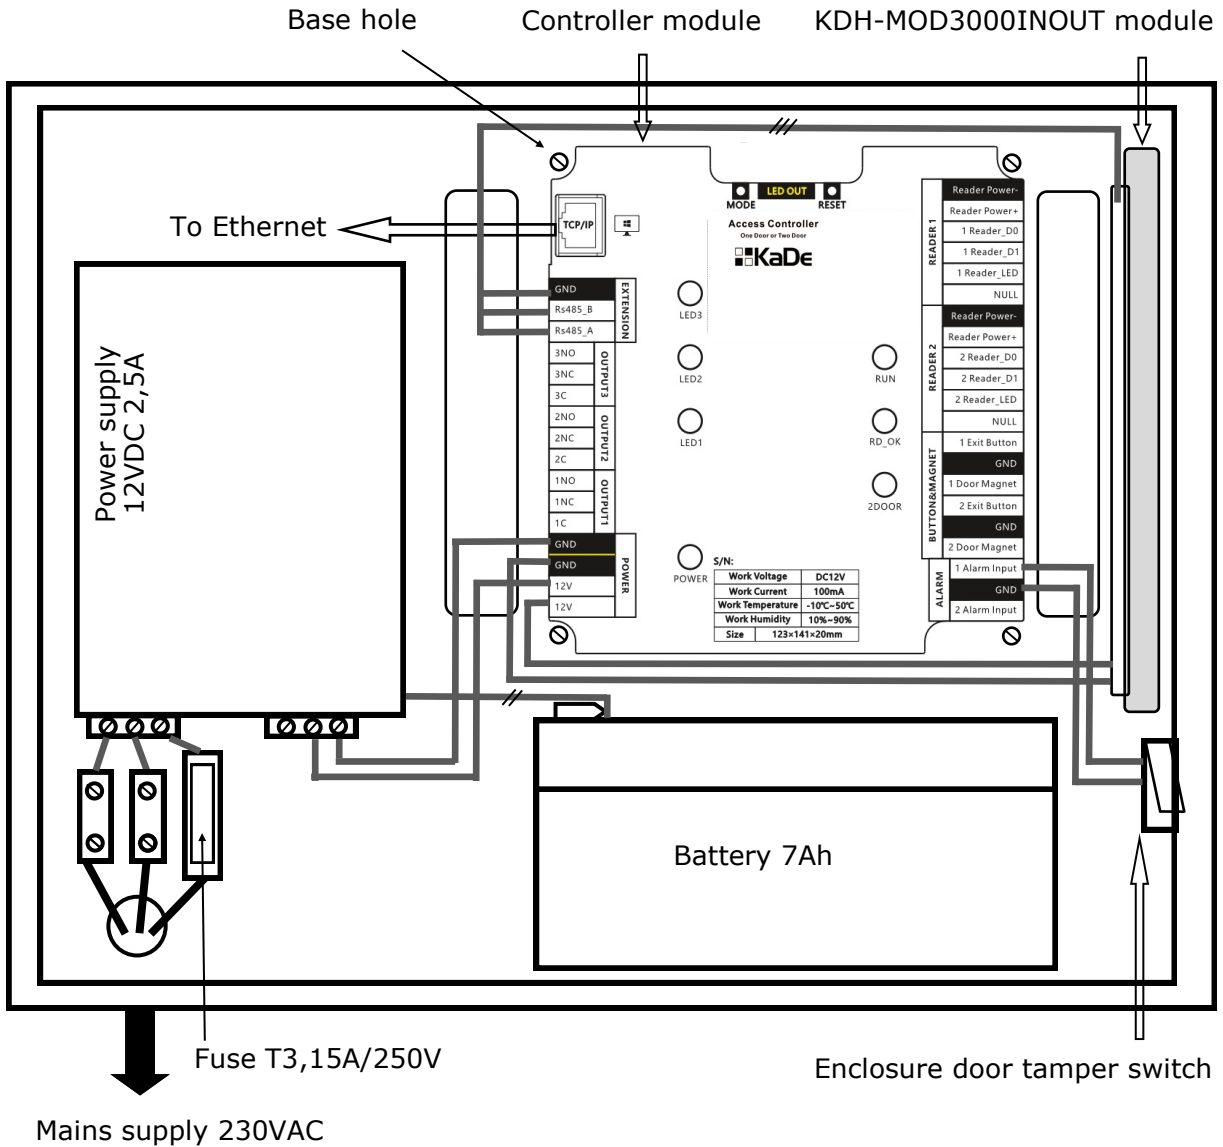 Base hole
Controller module
KDH-MOD3000INOUT module
To Ethernet
TCP/IP
MODE
LED OUT
RESET
Access Controller
One Door or Two Door
KaDe
GND
Rs485_B
Rs485_A
EXTENSION
3NO
3NC
3C
OUTPUT3
2NO
2NC
2C
OUTPUT2
1NO
1NC
1C
OUTPUT1
GND
GND
12V
12V
POWER
LED3
LED2
LED1
POWER
RUN
RD_OK
2DOOR
S/N:
Work Voltage DC12V
Work Current 100mA
Work Temperature -10℃~50℃
Work Humidity 10%~90%
Size 123×141×20mm
READER 1
Reader Power-
Reader Power+
1 Reader_D0
1 Reader_D1
1 Reader_LED
NULL
READER 2
Reader Power-
Reader Power+
2 Reader_D0
2 Reader_D1
2 Reader_LED
NULL
BUTTON&MAGNET
1 Exit Button
GND
1 Door Magnet
2 Exit Button
GND
2 Door Magnet
ALARM
1 Alarm Input
GND
2 Alarm Input
Power supply
12VDC 2,5A
Battery 7Ah
Fuse T3,15A/250V
Enclosure door tamper switch
Mains supply 230VAC